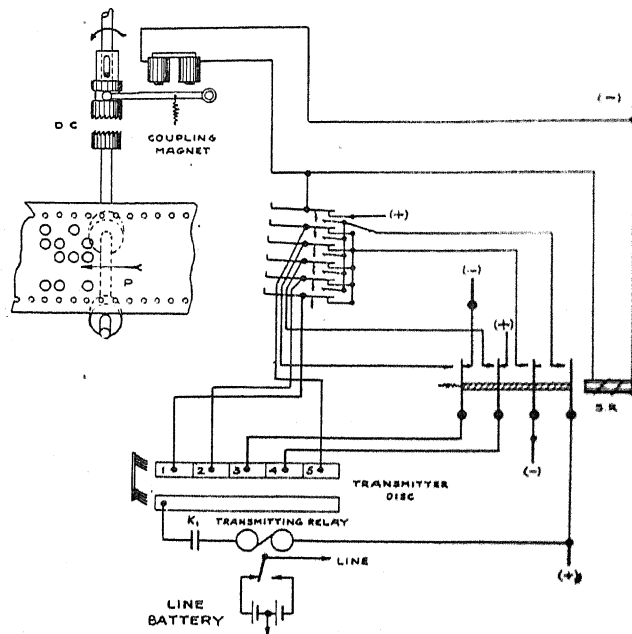 (-)
D C
COUPLING
MAGNET
(+)
(-)
P
(+)
S.R
1 2 3 4 5
(-)
TRANSMITTER
DISC
K1 TRANSMITTING RELAY
LINE
(+)
LINE
BATTERY